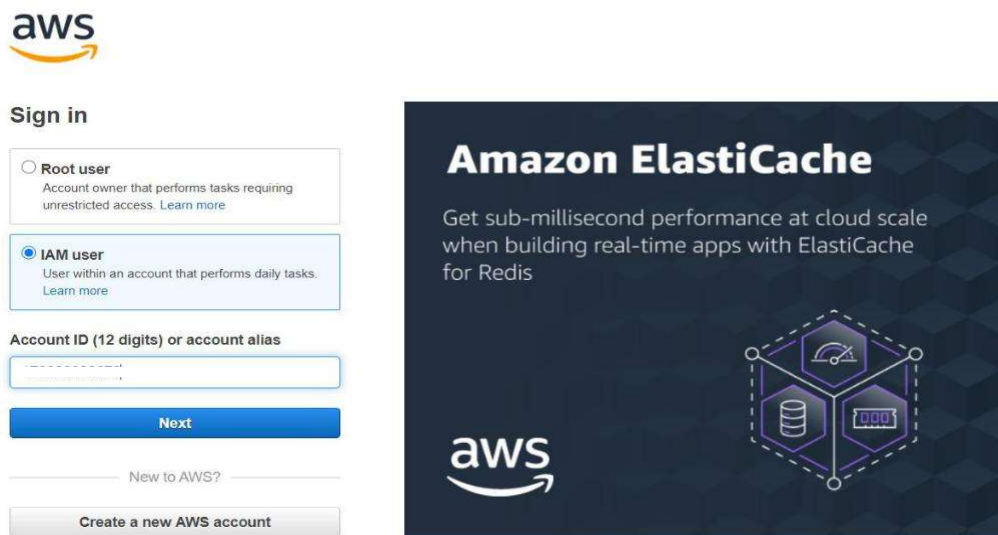 aws
Sign in
Root user
Account owner that performs tasks requiring
unrestricted access. Learn more
IAM user
User within an account that performs daily tasks.
Learn more
Account ID (12 digits) or account alias
Next
New to AWS?
Create a new AWS account
Amazon ElastiCache
Get sub-millisecond performance at cloud scale
when building real-time apps with ElastiCache
for Redis
aws